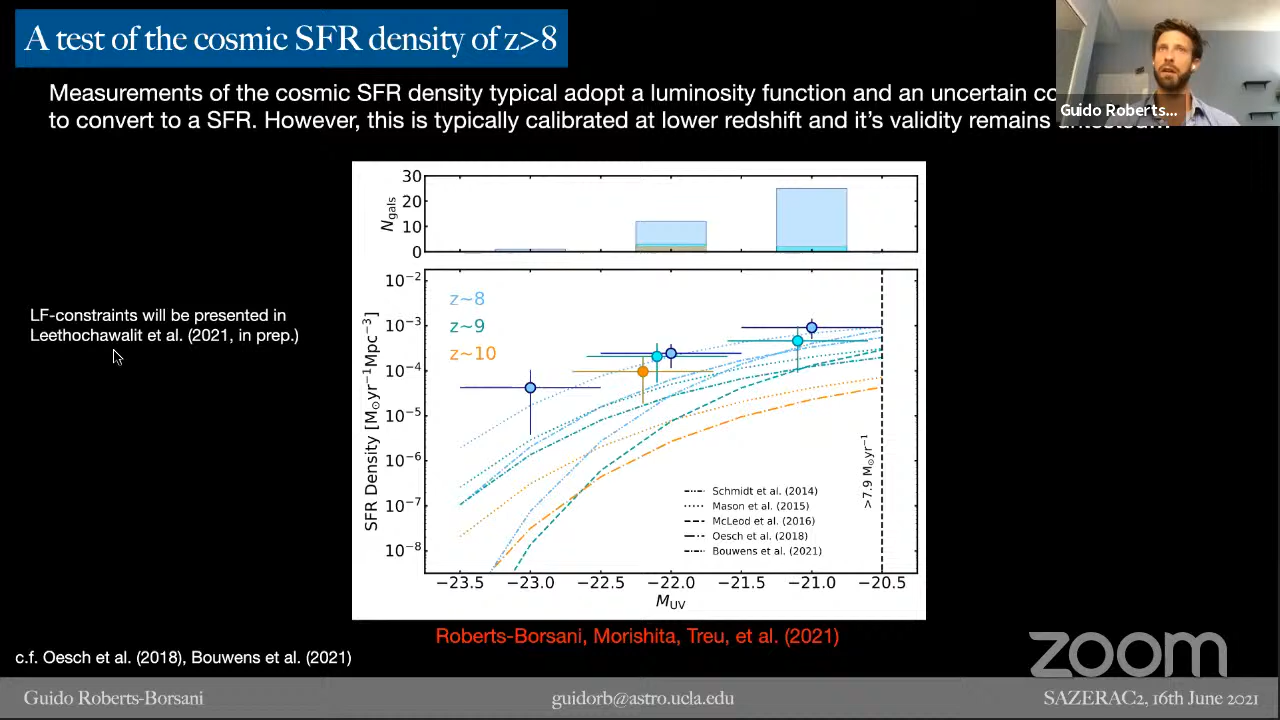 A test of the cosmic SFR density of z>8
Measurements of the cosmic SFR density typical adopt a luminosity function and an uncertain
to convert to a SFR. However, this is typically calibrated at lower redshift and it's validity remains
Guido Roberts...
30
20
10
0
N_gals
10⁻²
10⁻³
10⁻⁴
10⁻⁵
10⁻⁶
10⁻⁷
10⁻⁸
SFR Density [M⊙yr⁻¹Mpc⁻³]
z~8
z~9
z~10
LF-constraints will be presented in
Leethochawalit et al. (2021, in prep.)
>7.9 M⊙yr⁻¹
Schmidt et al. (2014)
Mason et al. (2015)
McLeod et al. (2016)
Oesch et al. (2018)
Bouwens et al. (2021)
−23.5 −23.0 −22.5 −22.0 −21.5 −21.0 −20.5
M_UV
Roberts-Borsani, Morishita, Treu, et al. (2021)
c.f. Oesch et al. (2018), Bouwens et al. (2021)
zoom
Guido Roberts-Borsani guidorb@astro.ucla.edu SAZERAC2, 16th June 2021